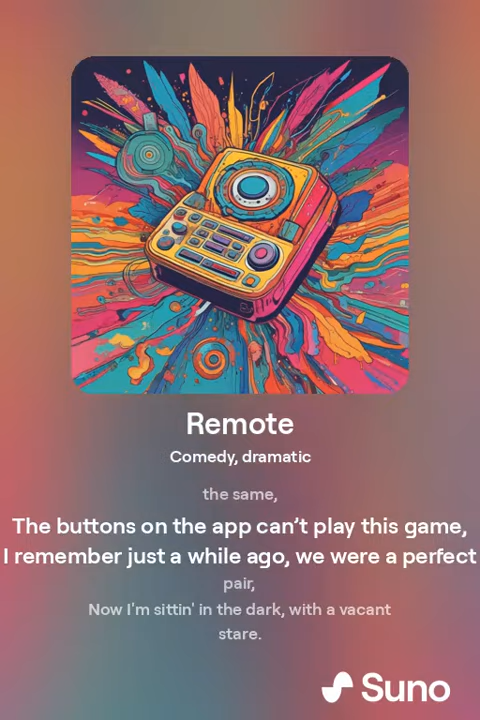 Remote
Comedy, dramatic
the same,
The buttons on the app can’t play this game,
I remember just a while ago, we were a perfect
pair,
Now I'm sittin' in the dark, with a vacant
stare.
Suno